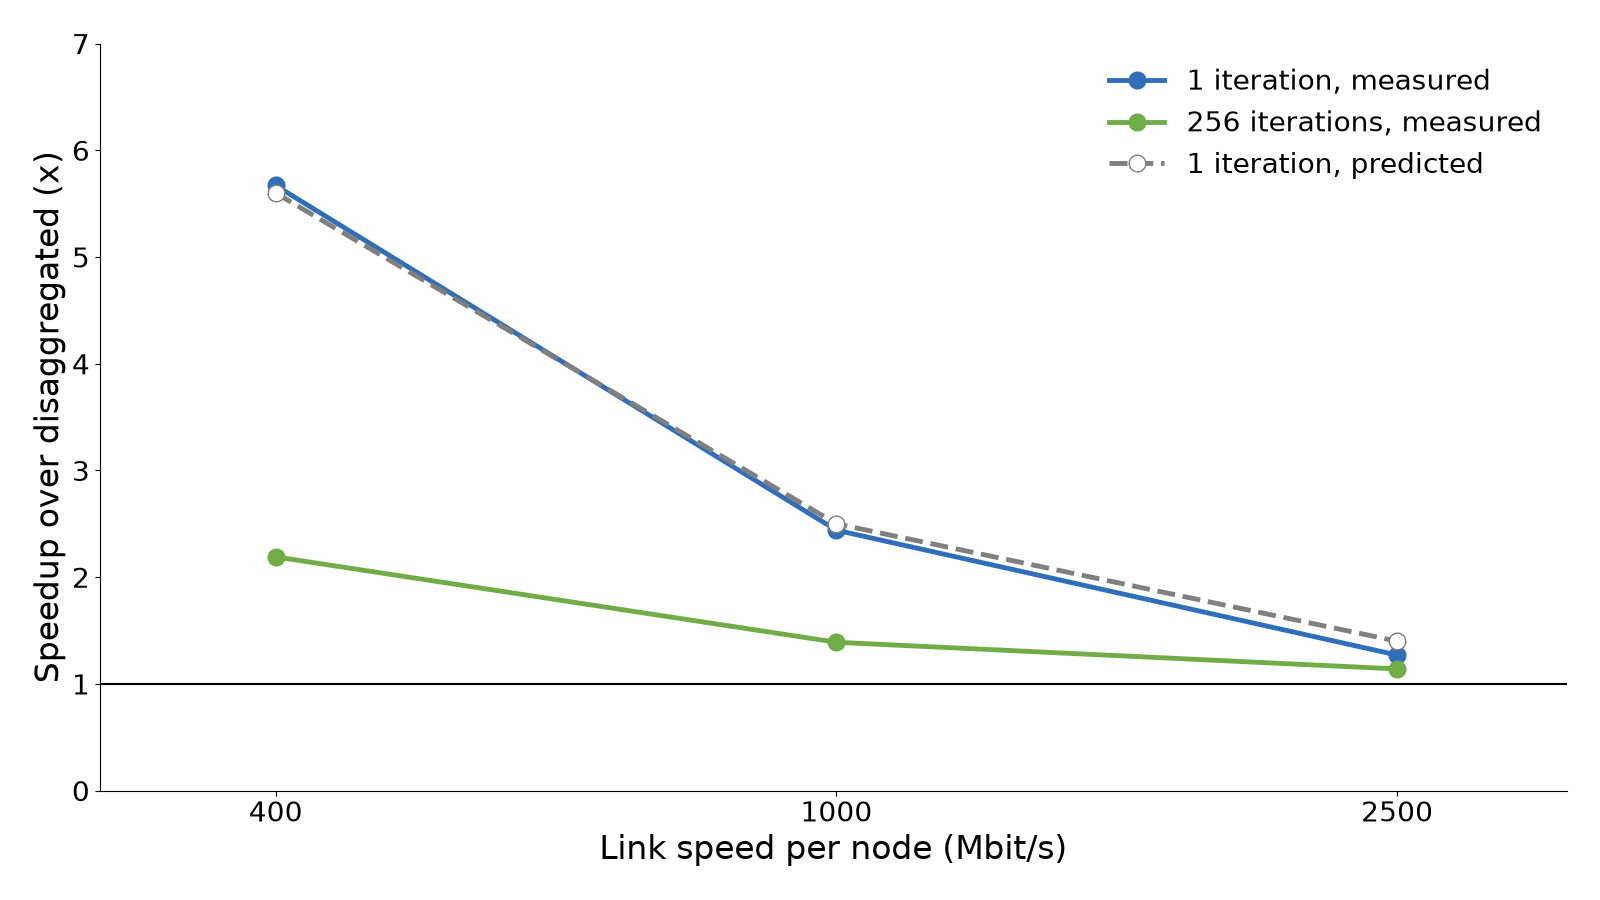 7
6
5
4
3
2
1
0
Speedup over disaggregated (x)
1 iteration, measured
256 iterations, measured
1 iteration, predicted
400 1000 2500
Link speed per node (Mbit/s)